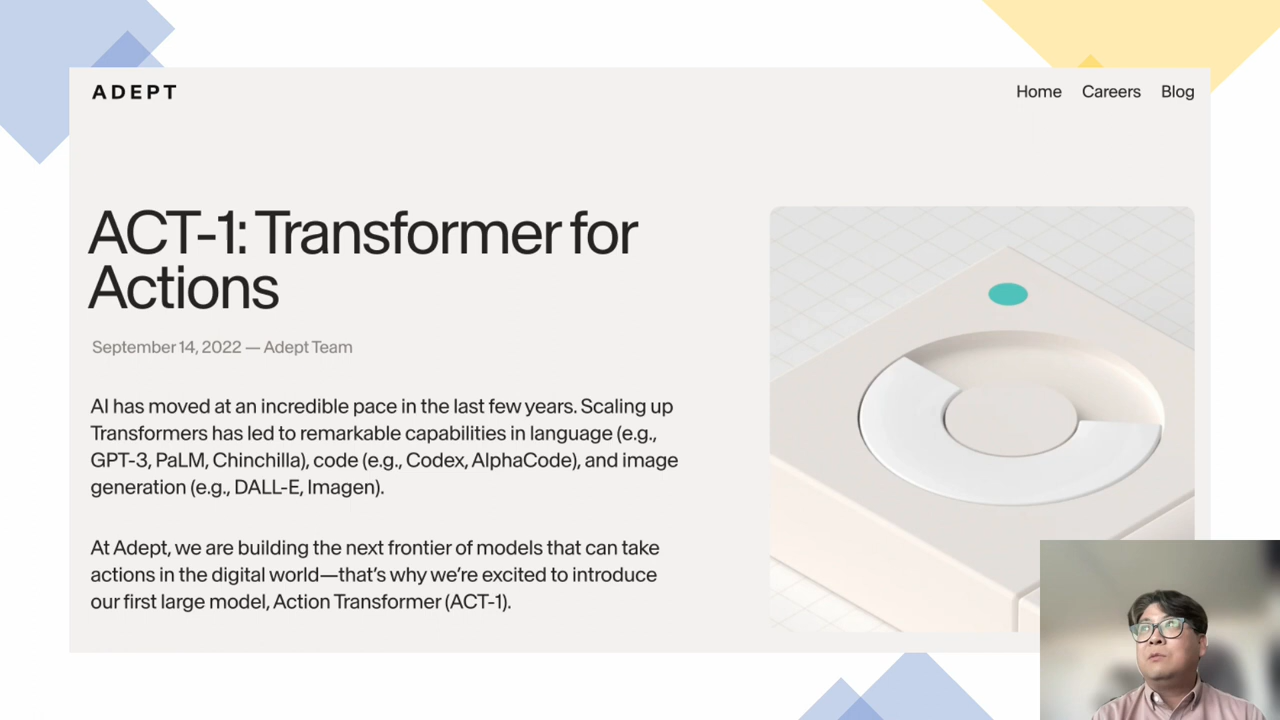 ADEPT
Home Careers Blog
ACT-1: Transformer for
Actions
September 14, 2022 — Adept Team
AI has moved at an incredible pace in the last few years. Scaling up
Transformers has led to remarkable capabilities in language (e.g.,
GPT-3, PaLM, Chinchilla), code (e.g., Codex, AlphaCode), and image
generation (e.g., DALL-E, Imagen).
At Adept, we are building the next frontier of models that can take
actions in the digital world—that’s why we’re excited to introduce
our first large model, Action Transformer (ACT-1).